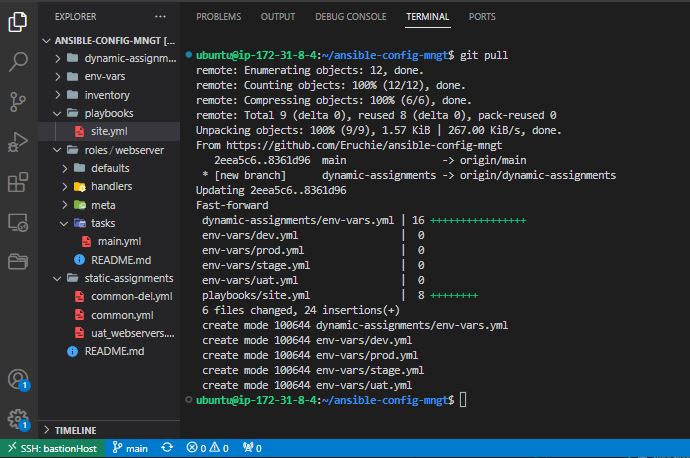 EXPLORER
PROBLEMS OUTPUT DEBUG CONSOLE TERMINAL PORTS
ANSIBLE-CONFIG-MNGT [...
dynamic-assignm...
env-vars
inventory
playbooks
site.yml
roles / webserver
defaults
handlers
meta
tasks
main.yml
README.md
static-assignments
common-del.yml
common.yml
uat_webservers....
README.md
TIMELINE
ubuntu@ip-172-31-8-4:~/ansible-config-mngt$ git pull
remote: Enumerating objects: 12, done.
remote: Counting objects: 100% (12/12), done.
remote: Compressing objects: 100% (6/6), done.
remote: Total 9 (delta 0), reused 8 (delta 0), pack-reused 0
Unpacking objects: 100% (9/9), 1.57 KiB | 267.00 KiB/s, done.
From https://github.com/Eruchie/ansible-config-mngt
2eea5c6..8361d96 main -> origin/main
* [new branch] dynamic-assignments -> origin/dynamic-assignments
Updating 2eea5c6..8361d96
Fast-forward
dynamic-assignments/env-vars.yml | 16 ++++++++++++++++
env-vars/dev.yml | 0
env-vars/prod.yml | 0
env-vars/stage.yml | 0
env-vars/uat.yml | 0
playbooks/site.yml | 8 ++++++++
6 files changed, 24 insertions(+)
create mode 100644 dynamic-assignments/env-vars.yml
create mode 100644 env-vars/dev.yml
create mode 100644 env-vars/prod.yml
create mode 100644 env-vars/stage.yml
create mode 100644 env-vars/uat.yml
ubuntu@ip-172-31-8-4:~/ansible-config-mngt$
1
1
SSH: bastionHost main 0 0 0